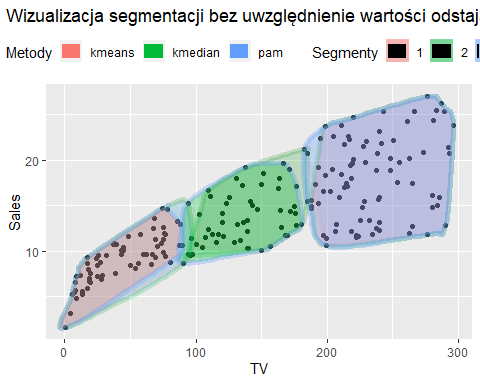 Wizualizacja segmentacji bez uwzględnienie wartości odstaj
Metody kmeans kmedian pam Segmenty 1 2
20
10
Sales
0 100 200 300
TV